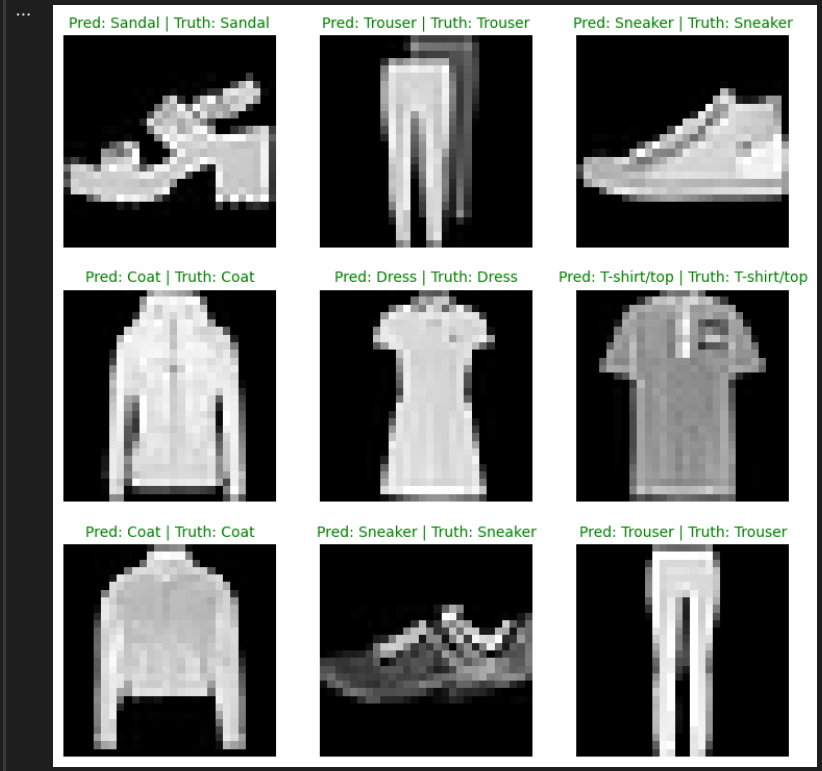 Pred: Sandal | Truth: Sandal
Pred: Trouser | Truth: Trouser
Pred: Sneaker | Truth: Sneaker
Pred: Coat | Truth: Coat
Pred: Dress | Truth: Dress
Pred: T-shirt/top | Truth: T-shirt/top
Pred: Coat | Truth: Coat
Pred: Sneaker | Truth: Sneaker
Pred: Trouser | Truth: Trouser